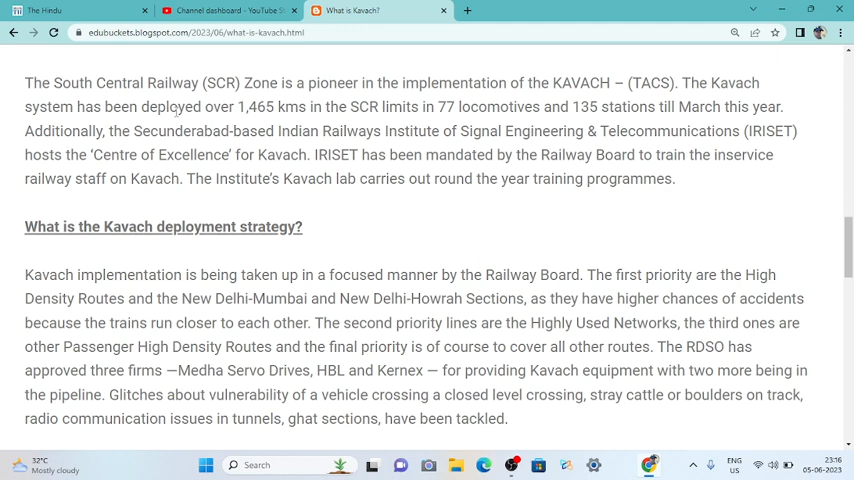 The Hindu
Channel dashboard - YouTube St
What is Kavach?
edubuckets.blogspot.com/2023/06/what-is-kavach.html
The South Central Railway (SCR) Zone is a pioneer in the implementation of the KAVACH – (TACS). The Kavach
system has been deployed over 1,465 kms in the SCR limits in 77 locomotives and 135 stations till March this year.
Additionally, the Secunderabad-based Indian Railways Institute of Signal Engineering & Telecommunications (IRISET)
hosts the ‘Centre of Excellence’ for Kavach. IRISET has been mandated by the Railway Board to train the inservice
railway staff on Kavach. The Institute’s Kavach lab carries out round the year training programmes.
What is the Kavach deployment strategy?
Kavach implementation is being taken up in a focused manner by the Railway Board. The first priority are the High
Density Routes and the New Delhi-Mumbai and New Delhi-Howrah Sections, as they have higher chances of accidents
because the trains run closer to each other. The second priority lines are the Highly Used Networks, the third ones are
other Passenger High Density Routes and the final priority is of course to cover all other routes. The RDSO has
approved three firms —Medha Servo Drives, HBL and Kernex — for providing Kavach equipment with two more being in
the pipeline. Glitches about vulnerability of a vehicle crossing a closed level crossing, stray cattle or boulders on track,
radio communication issues in tunnels, ghat sections, have been tackled.
32°C
Mostly cloudy
Search
ENG
US
23:16
05-06-2023